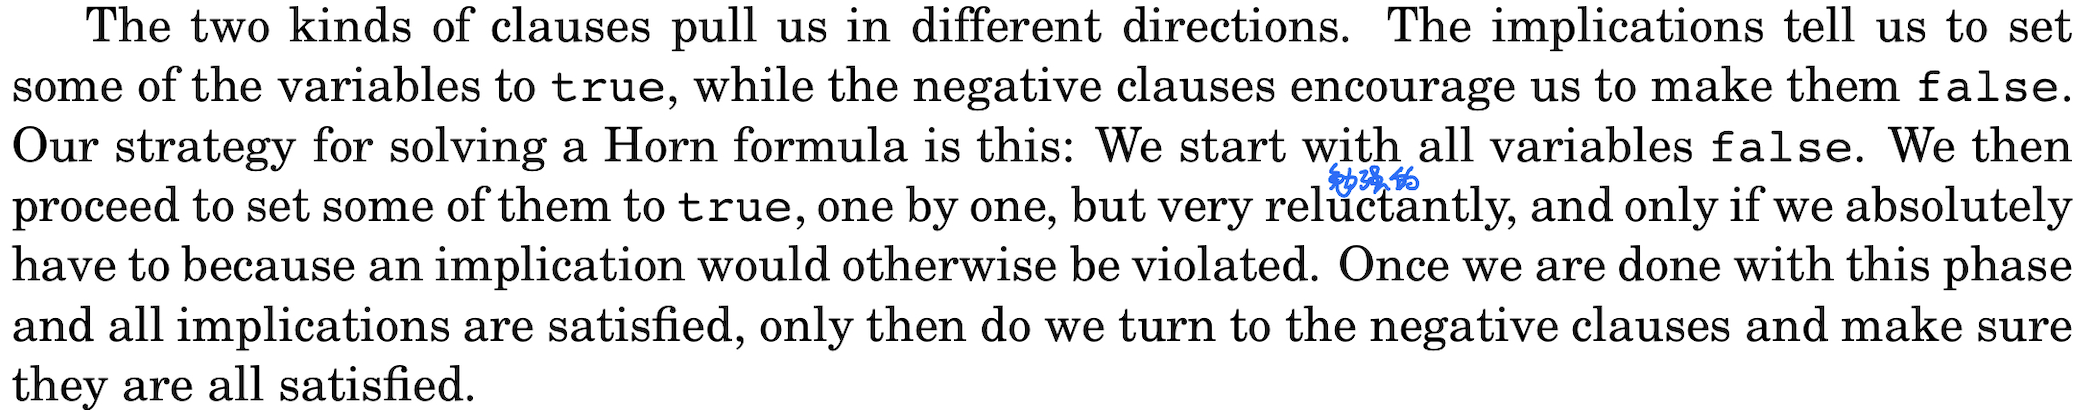 The two kinds of clauses pull us in different directions. The implications tell us to set
some of the variables to true, while the negative clauses encourage us to make them false.
Our strategy for solving a Horn formula is this: We start with all variables false. We then
勉强的
proceed to set some of them to true, one by one, but very reluctantly, and only if we absolutely
have to because an implication would otherwise be violated. Once we are done with this phase
and all implications are satisfied, only then do we turn to the negative clauses and make sure
they are all satisfied.